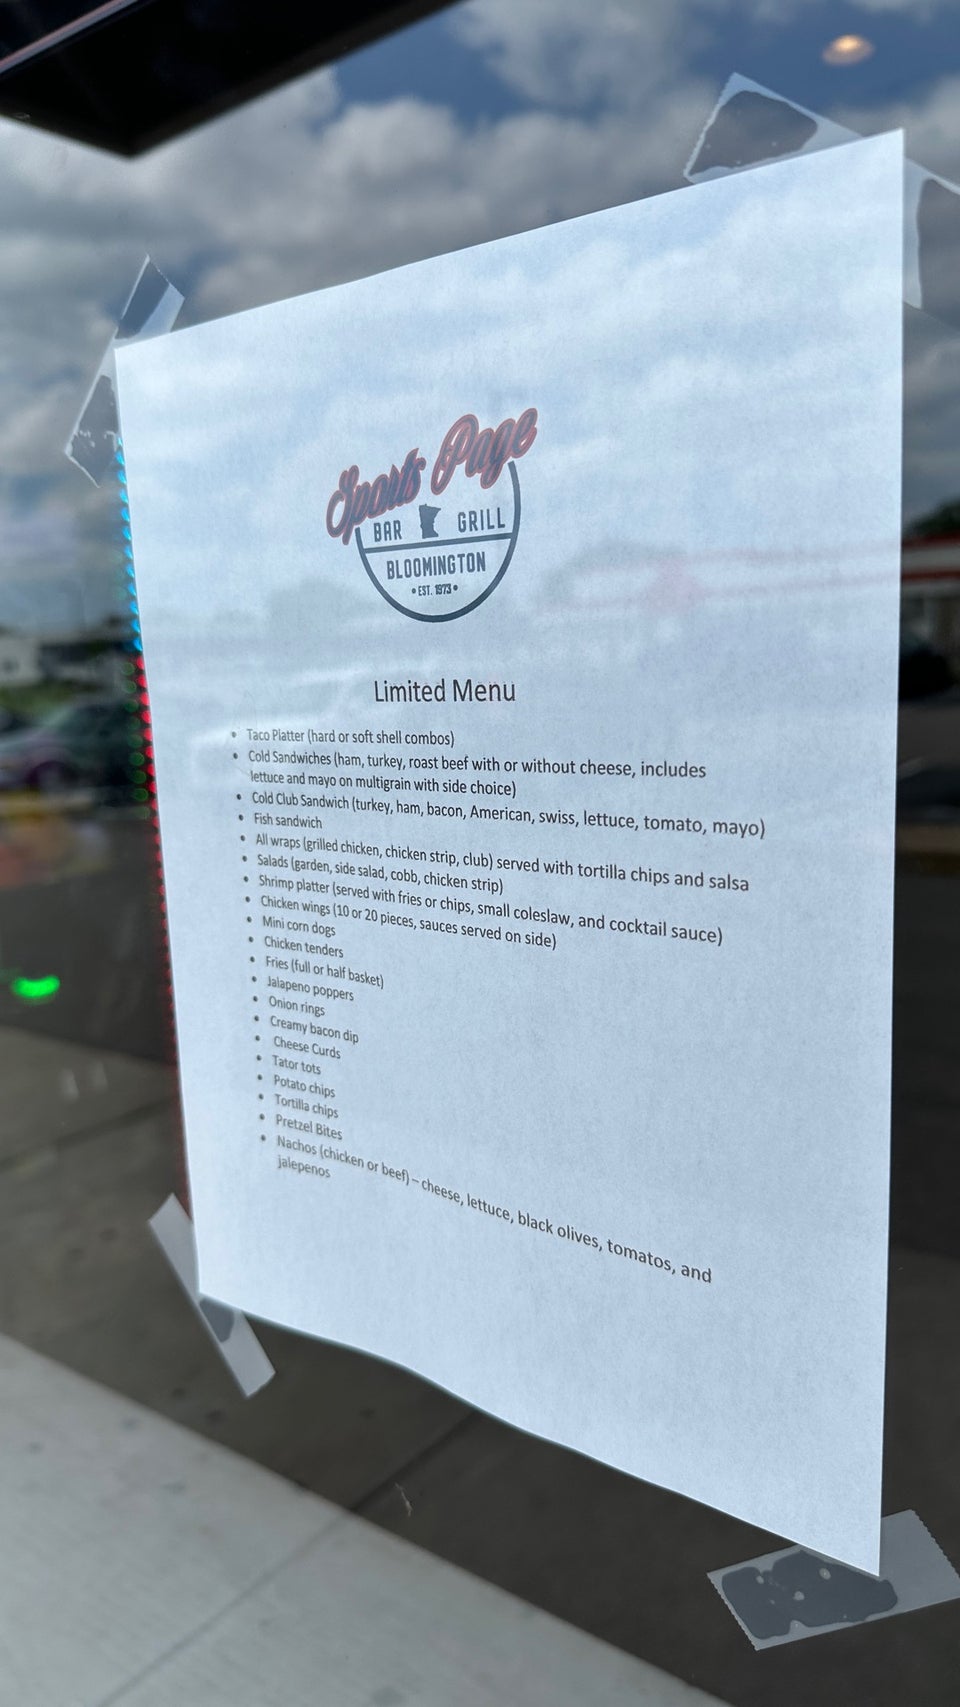 Sports Page
BAR GRILL
BLOOMINGTON
• EST. 1973 •
Limited Menu
• Taco Platter (hard or soft shell combos)
• Cold Sandwiches (ham, turkey, roast beef with or without cheese, includes
lettuce and mayo on multigrain with side choice)
• Cold Club Sandwich (turkey, ham, bacon, American, swiss, lettuce, tomato, mayo)
• Fish sandwich
• All wraps (grilled chicken, chicken strip, club) served with tortilla chips and salsa
• Salads (garden, side salad, cobb, chicken strip)
• Shrimp platter (served with fries or chips, small coleslaw, and cocktail sauce)
• Chicken wings (10 or 20 pieces, sauces served on side)
• Mini corn dogs
• Chicken tenders
• Fries (full or half basket)
• Jalapeno poppers
• Onion rings
• Creamy bacon dip
• Cheese Curds
• Tator tots
• Potato chips
• Tortilla chips
• Pretzel Bites
• Nachos (chicken or beef) – cheese, lettuce, black olives, tomatos, and
jalepenos